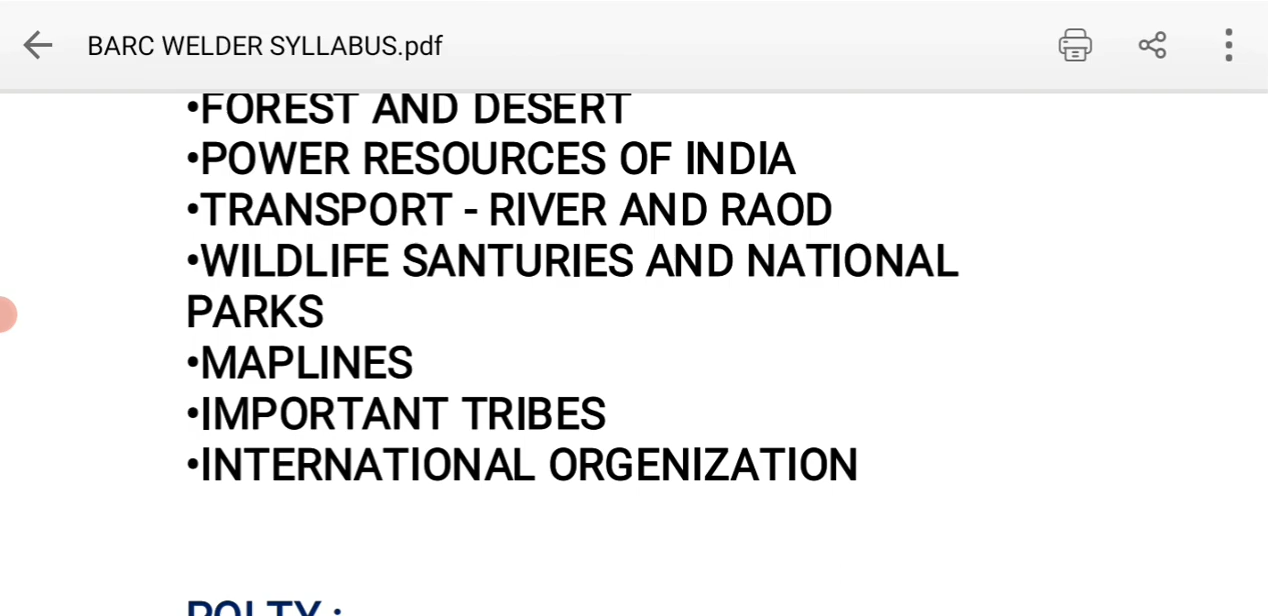 BARC WELDER SYLLABUS.pdf
•FOREST AND DESERT
•POWER RESOURCES OF INDIA
•TRANSPORT - RIVER AND RAOD
•WILDLIFE SANTURIES AND NATIONAL
PARKS
•MAPLINES
•IMPORTANT TRIBES
•INTERNATIONAL ORGENIZATION
POLTY :